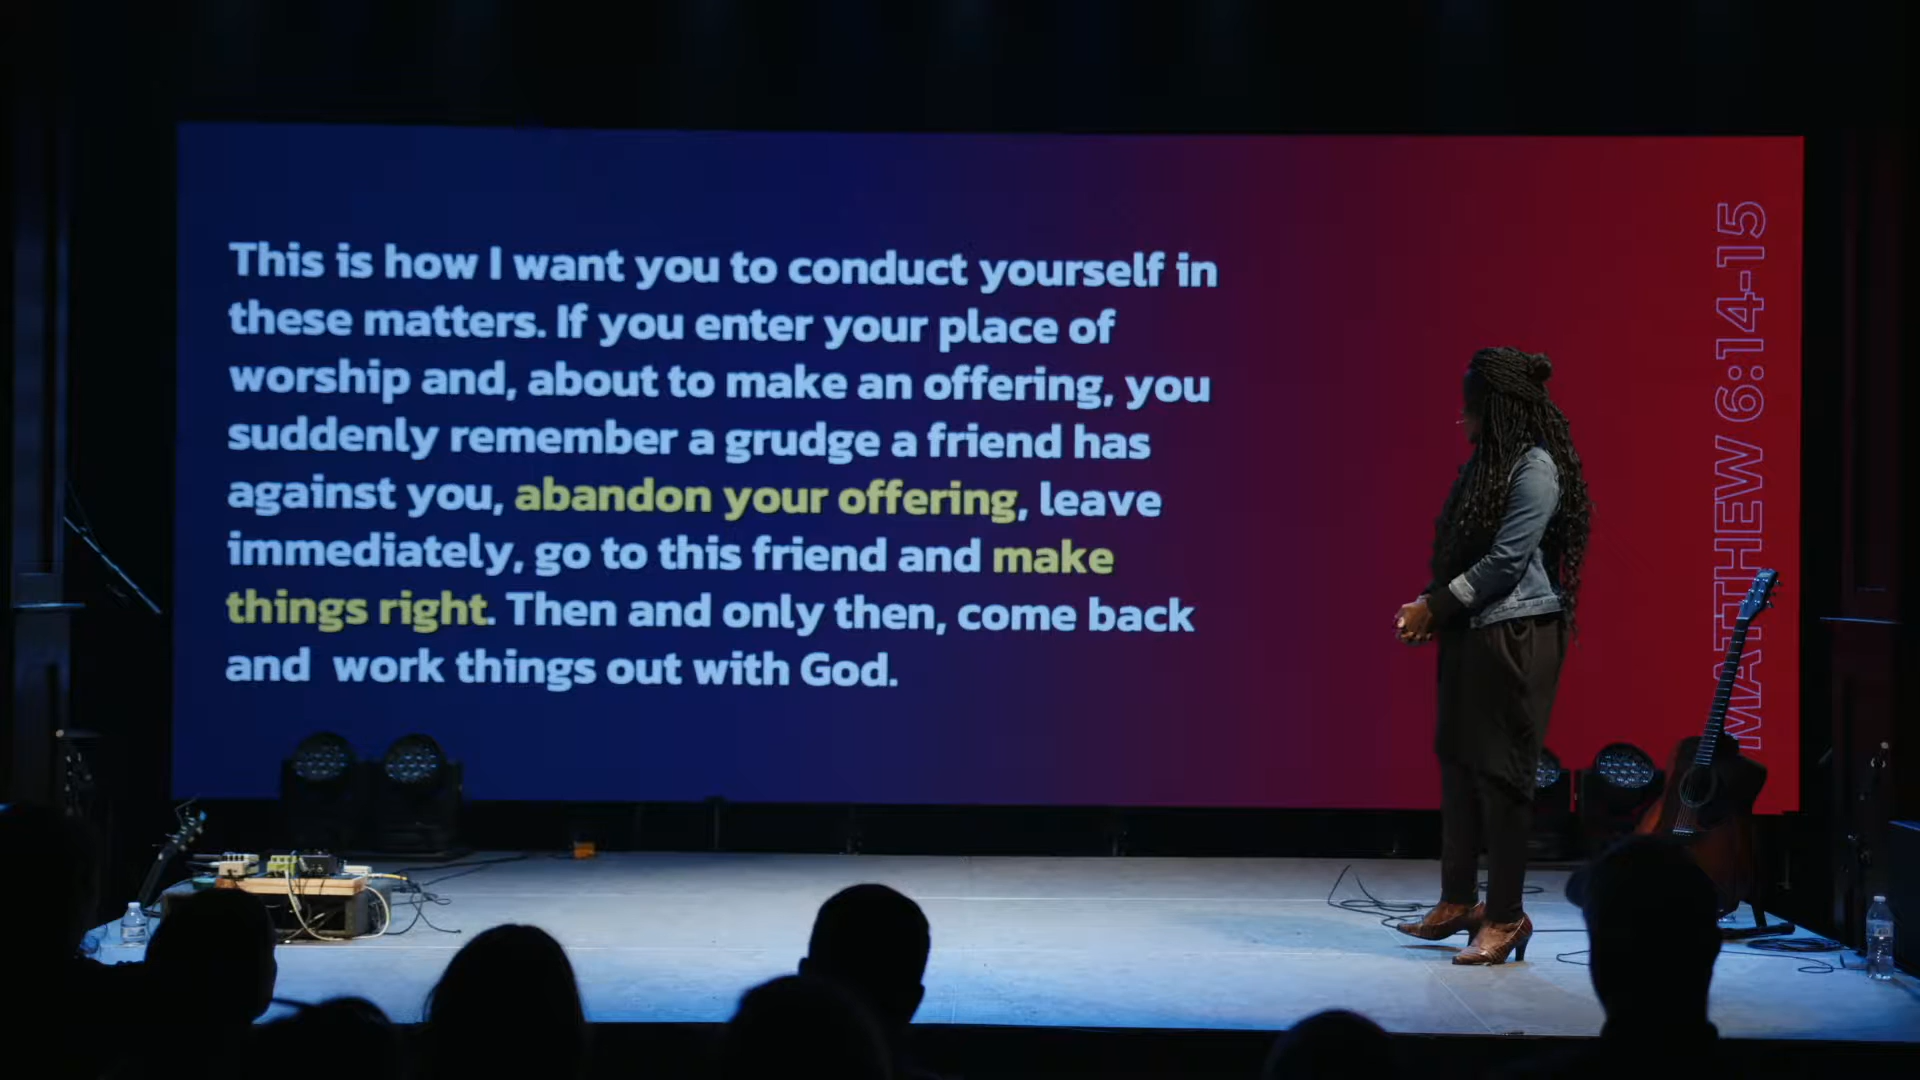 This is how I want you to conduct yourself in
these matters. If you enter your place of
worship and, about to make an offering, you
suddenly remember a grudge a friend has
against you, abandon your offering, leave
immediately, go to this friend and make
things right. Then and only then, come back
and work things out with God.
MATTHEW 6:14-15